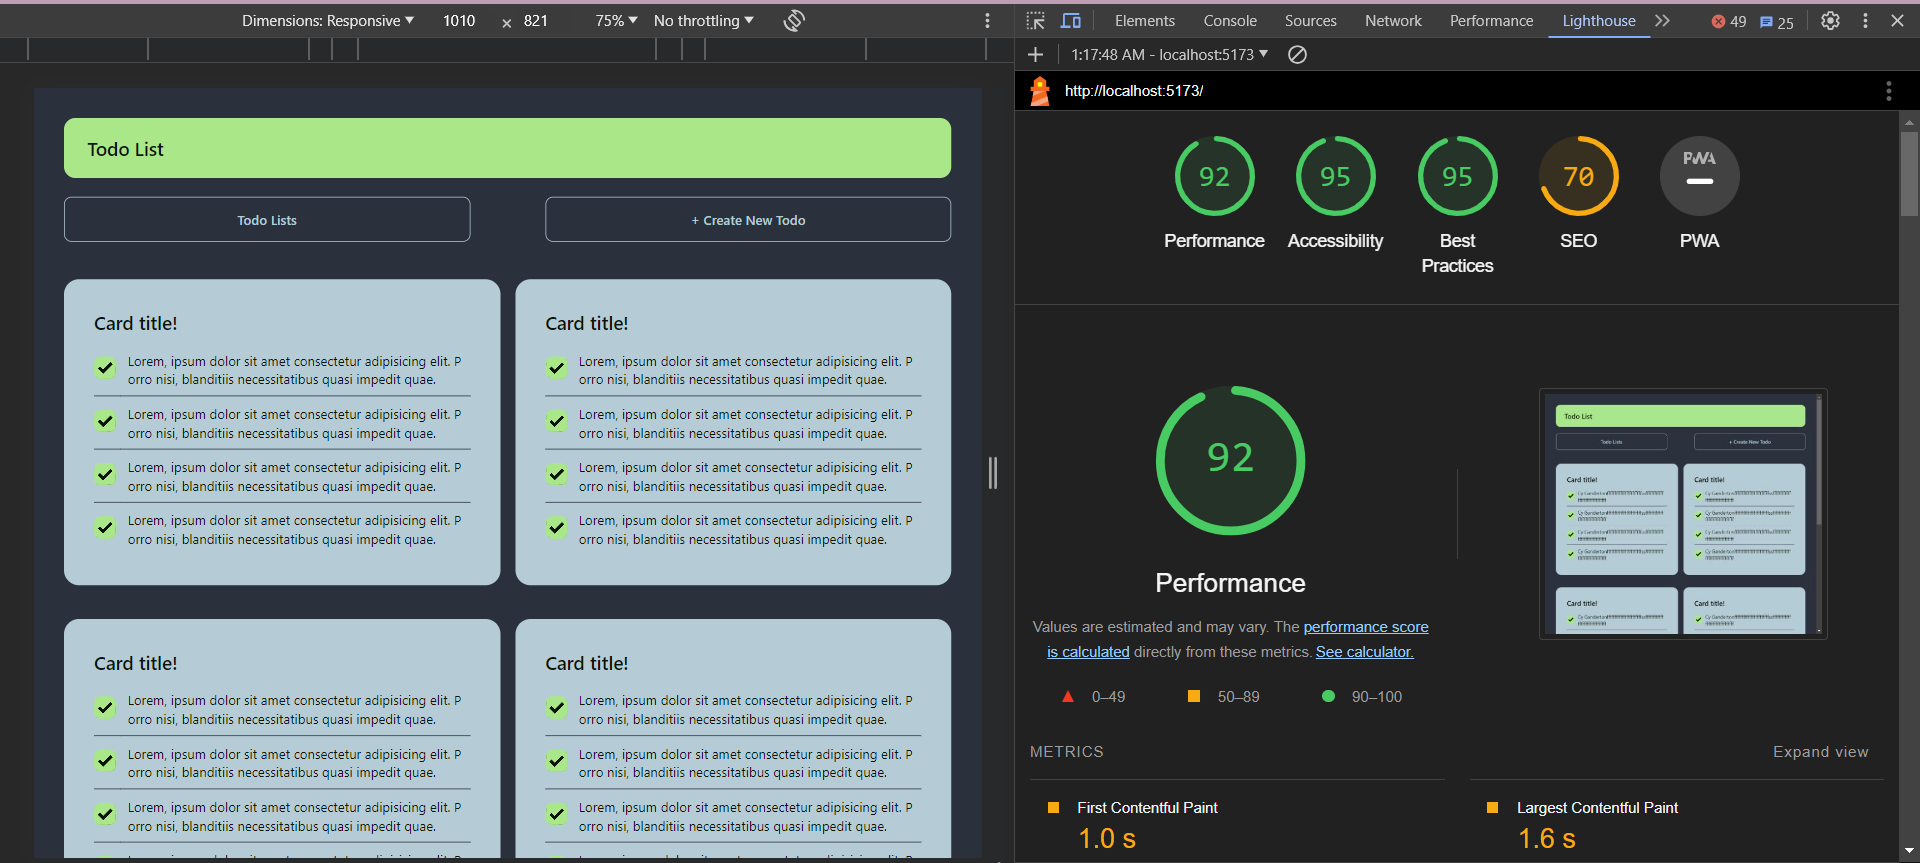 Dimensions: Responsive ▼ 1010 × 821 75% ▼ No throttling ▼
Todo List
Todo Lists
+ Create New Todo
Card title!
Lorem, ipsum dolor sit amet consectetur adipisicing elit. P
orro nisi, blanditiis necessitatibus quasi impedit quae.
Lorem, ipsum dolor sit amet consectetur adipisicing elit. P
orro nisi, blanditiis necessitatibus quasi impedit quae.
Lorem, ipsum dolor sit amet consectetur adipisicing elit. P
orro nisi, blanditiis necessitatibus quasi impedit quae.
Lorem, ipsum dolor sit amet consectetur adipisicing elit. P
orro nisi, blanditiis necessitatibus quasi impedit quae.
Card title!
Lorem, ipsum dolor sit amet consectetur adipisicing elit. P
orro nisi, blanditiis necessitatibus quasi impedit quae.
Lorem, ipsum dolor sit amet consectetur adipisicing elit. P
orro nisi, blanditiis necessitatibus quasi impedit quae.
Lorem, ipsum dolor sit amet consectetur adipisicing elit. P
orro nisi, blanditiis necessitatibus quasi impedit quae.
Lorem, ipsum dolor sit amet consectetur adipisicing elit. P
orro nisi, blanditiis necessitatibus quasi impedit quae.
Card title!
Lorem, ipsum dolor sit amet consectetur adipisicing elit. P
orro nisi, blanditiis necessitatibus quasi impedit quae.
Lorem, ipsum dolor sit amet consectetur adipisicing elit. P
orro nisi, blanditiis necessitatibus quasi impedit quae.
Lorem, ipsum dolor sit amet consectetur adipisicing elit. P
orro nisi, blanditiis necessitatibus quasi impedit quae.
Card title!
Lorem, ipsum dolor sit amet consectetur adipisicing elit. P
orro nisi, blanditiis necessitatibus quasi impedit quae.
Lorem, ipsum dolor sit amet consectetur adipisicing elit. P
orro nisi, blanditiis necessitatibus quasi impedit quae.
Lorem, ipsum dolor sit amet consectetur adipisicing elit. P
orro nisi, blanditiis necessitatibus quasi impedit quae.
Elements Console Sources Network Performance Lighthouse 49 25
1:17:48 AM - localhost:5173 ▼
http://localhost:5173/
92 95 95 70 PWA
Performance Accessibility Best SEO PWA
Practices
92
Performance
Values are estimated and may vary. The performance score
is calculated directly from these metrics. See calculator.
0–49 50–89 90–100
Todo List
Todo Lists
+ Create New Todo
Card title!
Card title!
Card title!
Card title!
METRICS Expand view
First Contentful Paint
1.0 s
Largest Contentful Paint
1.6 s